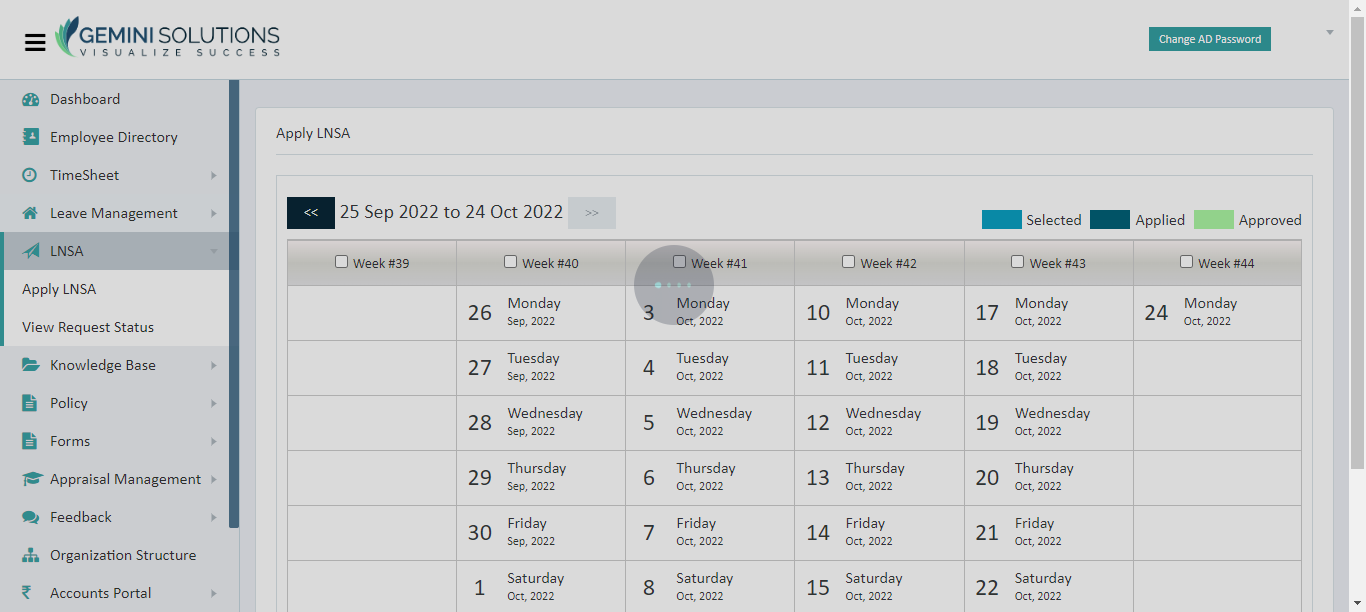 GEMINI SOLUTIONS
VISUALIZE SUCCESS
Change AD Password
Dashboard
Employee Directory
TimeSheet
Leave Management
LNSA
Apply LNSA
View Request Status
Knowledge Base
Policy
Forms
Appraisal Management
Feedback
Organization Structure
Accounts Portal
Apply LNSA
<< 25 Sep 2022 to 24 Oct 2022 >>
Selected Applied Approved
Week #39 Week #40 Week #41 Week #42 Week #43 Week #44
26 Monday 3 Monday 10 Monday 17 Monday 24 Monday
Sep, 2022 Oct, 2022 Oct, 2022 Oct, 2022 Oct, 2022
27 Tuesday 4 Tuesday 11 Tuesday 18 Tuesday
Sep, 2022 Oct, 2022 Oct, 2022 Oct, 2022
28 Wednesday 5 Wednesday 12 Wednesday 19 Wednesday
Sep, 2022 Oct, 2022 Oct, 2022 Oct, 2022
29 Thursday 6 Thursday 13 Thursday 20 Thursday
Sep, 2022 Oct, 2022 Oct, 2022 Oct, 2022
30 Friday 7 Friday 14 Friday 21 Friday
Sep, 2022 Oct, 2022 Oct, 2022 Oct, 2022
1 Saturday 8 Saturday 15 Saturday 22 Saturday
Oct, 2022 Oct, 2022 Oct, 2022 Oct, 2022